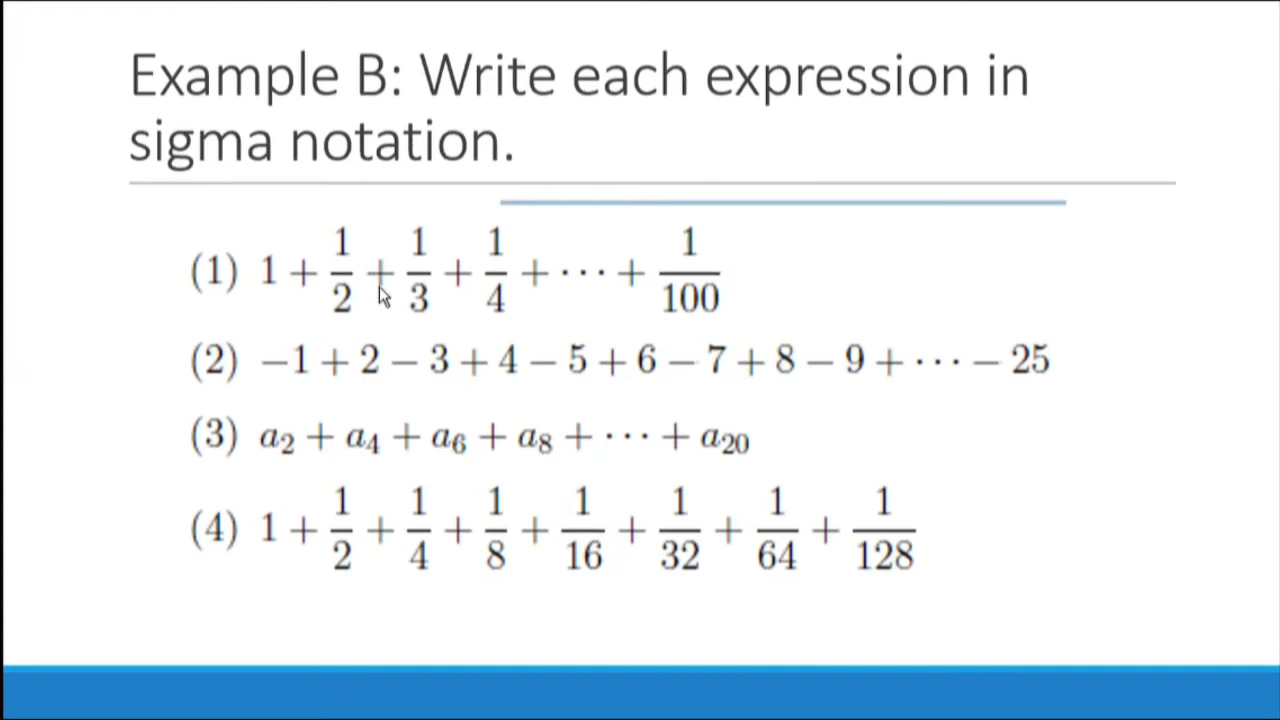 Example B: Write each expression in
sigma notation.
(1) 1 + 1/2 + 1/3 + 1/4 + ⋯ + 1/100
(2) −1 + 2 − 3 + 4 − 5 + 6 − 7 + 8 − 9 + ⋯ − 25
(3) a₂ + a₄ + a₆ + a₈ + ⋯ + a₂₀
(4) 1 + 1/2 + 1/4 + 1/8 + 1/16 + 1/32 + 1/64 + 1/128